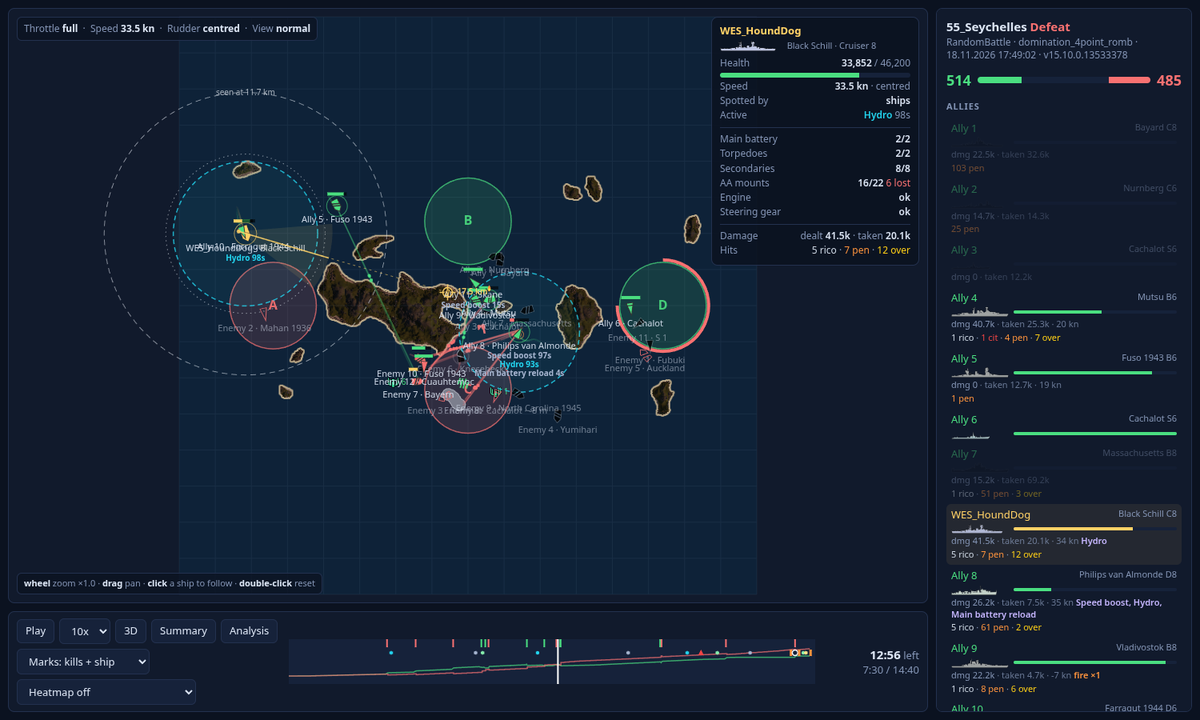 Throttle full · Speed 33.5 kn · Rudder centred · View normal
seen at 11.7 km
B
Ally 5 · Fuso 1943
Hydro 98s
A
Enemy 2 · Mahan 1936
D
Speed boost 15s
Ally 6 · Cachalot
Ally 8 · Philips van Almonde
Speed boost 97s
Hydro 93s
Main battery reload 4s
Enemy 4 · Fubuki
Enemy 5 · Auckland
Enemy 10 · Fuso 1943
Enemy 7 · Bayern
Enemy 4 · Yumihari
wheel zoom ×1.0 · drag pan · click a ship to follow · double-click reset
WES_HoundDog
Black Schill · Cruiser 8
Health 33,852 / 46,200
Speed 33.5 kn · centred
Spotted by ships
Active Hydro 98s
Main battery 2/2
Torpedoes 2/2
Secondaries 8/8
AA mounts 16/22 6 lost
Engine ok
Steering gear ok
Damage dealt 41.5k · taken 20.1k
Hits 5 rico · 7 pen · 12 over
Play
10x
3D
Summary
Analysis
Marks: kills + ship
Heatmap off
12:56 left
7:30 / 14:40
55_Seychelles Defeat
RandomBattle · domination_4point_romb ·
18.11.2026 17:49:02 · v15.10.0.13533378
514
485
ALLIES
Ally 1 Bayard C8
dmg 22.5k · taken 32.6k
103 pen
Ally 2 Nurnberg C6
dmg 14.7k · taken 14.3k
25 pen
Ally 3 Cachalot S6
dmg 0 · taken 12.2k
Ally 4 Mutsu B6
dmg 40.7k · taken 25.3k · 20 kn
1 rico · 1 cit · 4 pen · 7 over
Ally 5 Fuso 1943 B6
dmg 0 · taken 12.7k · 19 kn
1 pen
Ally 6 Cachalot S6
Ally 7 Massachusetts B8
dmg 15.2k · taken 69.2k
1 rico · 51 pen · 3 over
WES_HoundDog Black Schill C8
dmg 41.5k · taken 20.1k · 34 kn Hydro
5 rico · 7 pen · 12 over
Ally 8 Philips van Almonde D8
dmg 26.2k · taken 7.5k · 35 kn Speed boost, Hydro,
Main battery reload
5 rico · 61 pen · 2 over
Ally 9 Vladivostok B8
dmg 22.2k · taken 4.7k · -7 kn fire ×1
1 rico · 8 pen · 6 over
Ally 10 Farragut 1944 D6